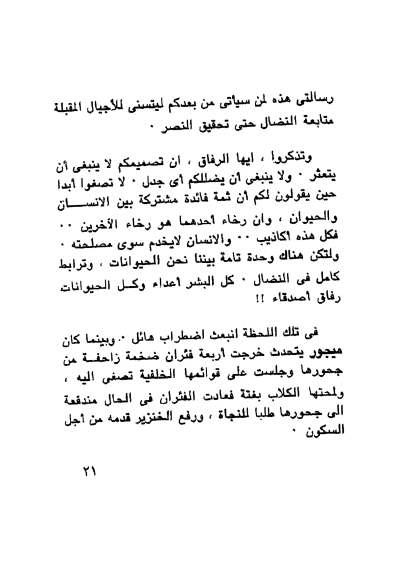 رسالتى هذه لمن سيأتى من بعدكم ليتسنى للأجيال المقبلة
متابعة النضال حتى تحقيق النصر ٠
وتذكروا ، ايها الرفاق ، ان تصميمكم لا ينبغى أن
يتعثر ٠ ولا ينبغى أن يضللكم أى جدل ٠ لا تصغوا أبدا
حين يقولون لكم أن ثمة فائدة مشتركة بين الانســـان
والحيوان ، وان رخاء أحدهما هو رخاء الآخرين ٠٠
فكل هذه أكاذيب ٠٠ والانسان لايخدم سوى مصلحته ٠
ولتكن هناك وحدة تامة بيننا نحن الحيوانات ، وترابط
كامل فى النضال ٠ كل البشر أعداء وكـل الحيوانات
رفاق أصدقاء !!
فى تلك اللحظة انبعث اضطراب هائل ٠ وبينما كان
ميجور يتحدث خرجت أربعة فئران ضخمة زاحفـة من
جحورها وجلست على قوائمها الخلفية تصغى اليه ،
ولمحتها الكلاب بغتة فعادت الفئران فى الحال مندفعة
الى جحورها طلبا للنجاة ، ورفع الخنزير قدمه من أجل
السكون ٠
٢١